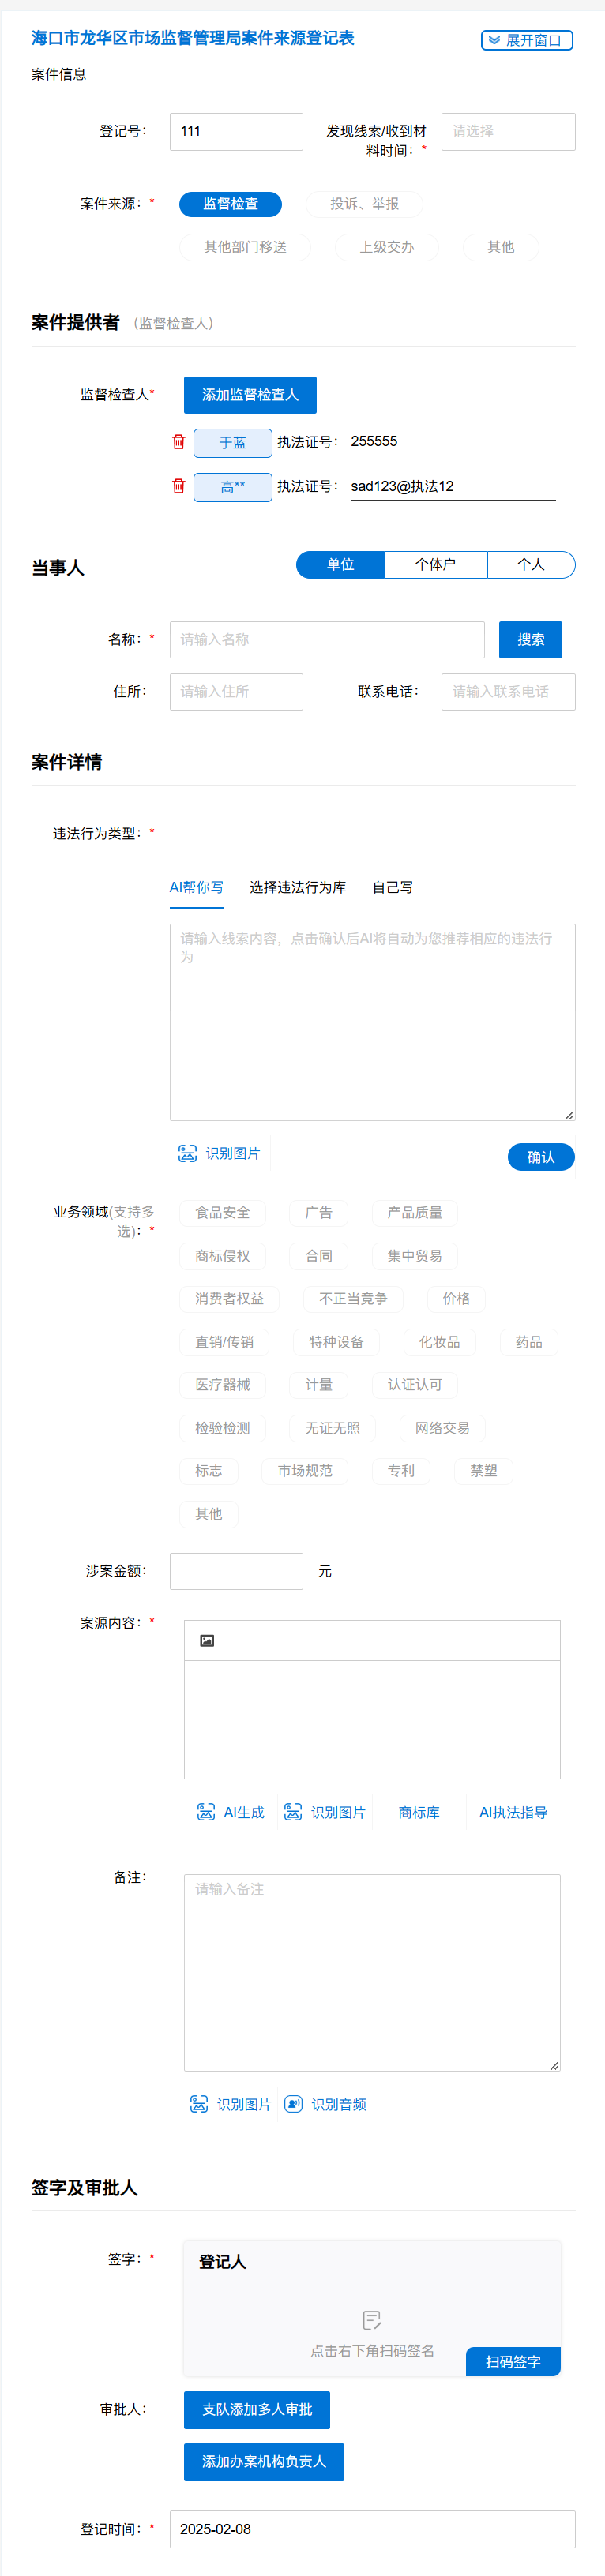 海口市龙华区市场监督管理局案件来源登记表
展开窗口
案件信息
登记号：
111
发现线索/收到材
料时间：*
请选择
案件来源：*
监督检查
投诉、举报
其他部门移送
上级交办
其他
案件提供者 （监督检查人）
监督检查人*
添加监督检查人
于蓝 执法证号： 255555
高** 执法证号： sad123@执法12
当事人
单位
个体户
个人
名称：*
请输入名称
搜索
住所：
请输入住所
联系电话：
请输入联系电话
案件详情
违法行为类型：*
AI帮你写
选择违法行为库
自己写
请输入线索内容，点击确认后AI将自动为您推荐相应的违法行
为
识别图片
确认
业务领域(支持多
选)：*
食品安全
广告
产品质量
商标侵权
合同
集中贸易
消费者权益
不正当竞争
价格
直销/传销
特种设备
化妆品
药品
医疗器械
计量
认证认可
检验检测
无证无照
网络交易
标志
市场规范
专利
禁塑
其他
涉案金额：
元
案源内容：*
AI生成
识别图片
商标库
AI执法指导
备注：
请输入备注
识别图片
识别音频
签字及审批人
签字：*
登记人
点击右下角扫码签名
扫码签字
审批人：
支队添加多人审批
添加办案机构负责人
登记时间：*
2025-02-08